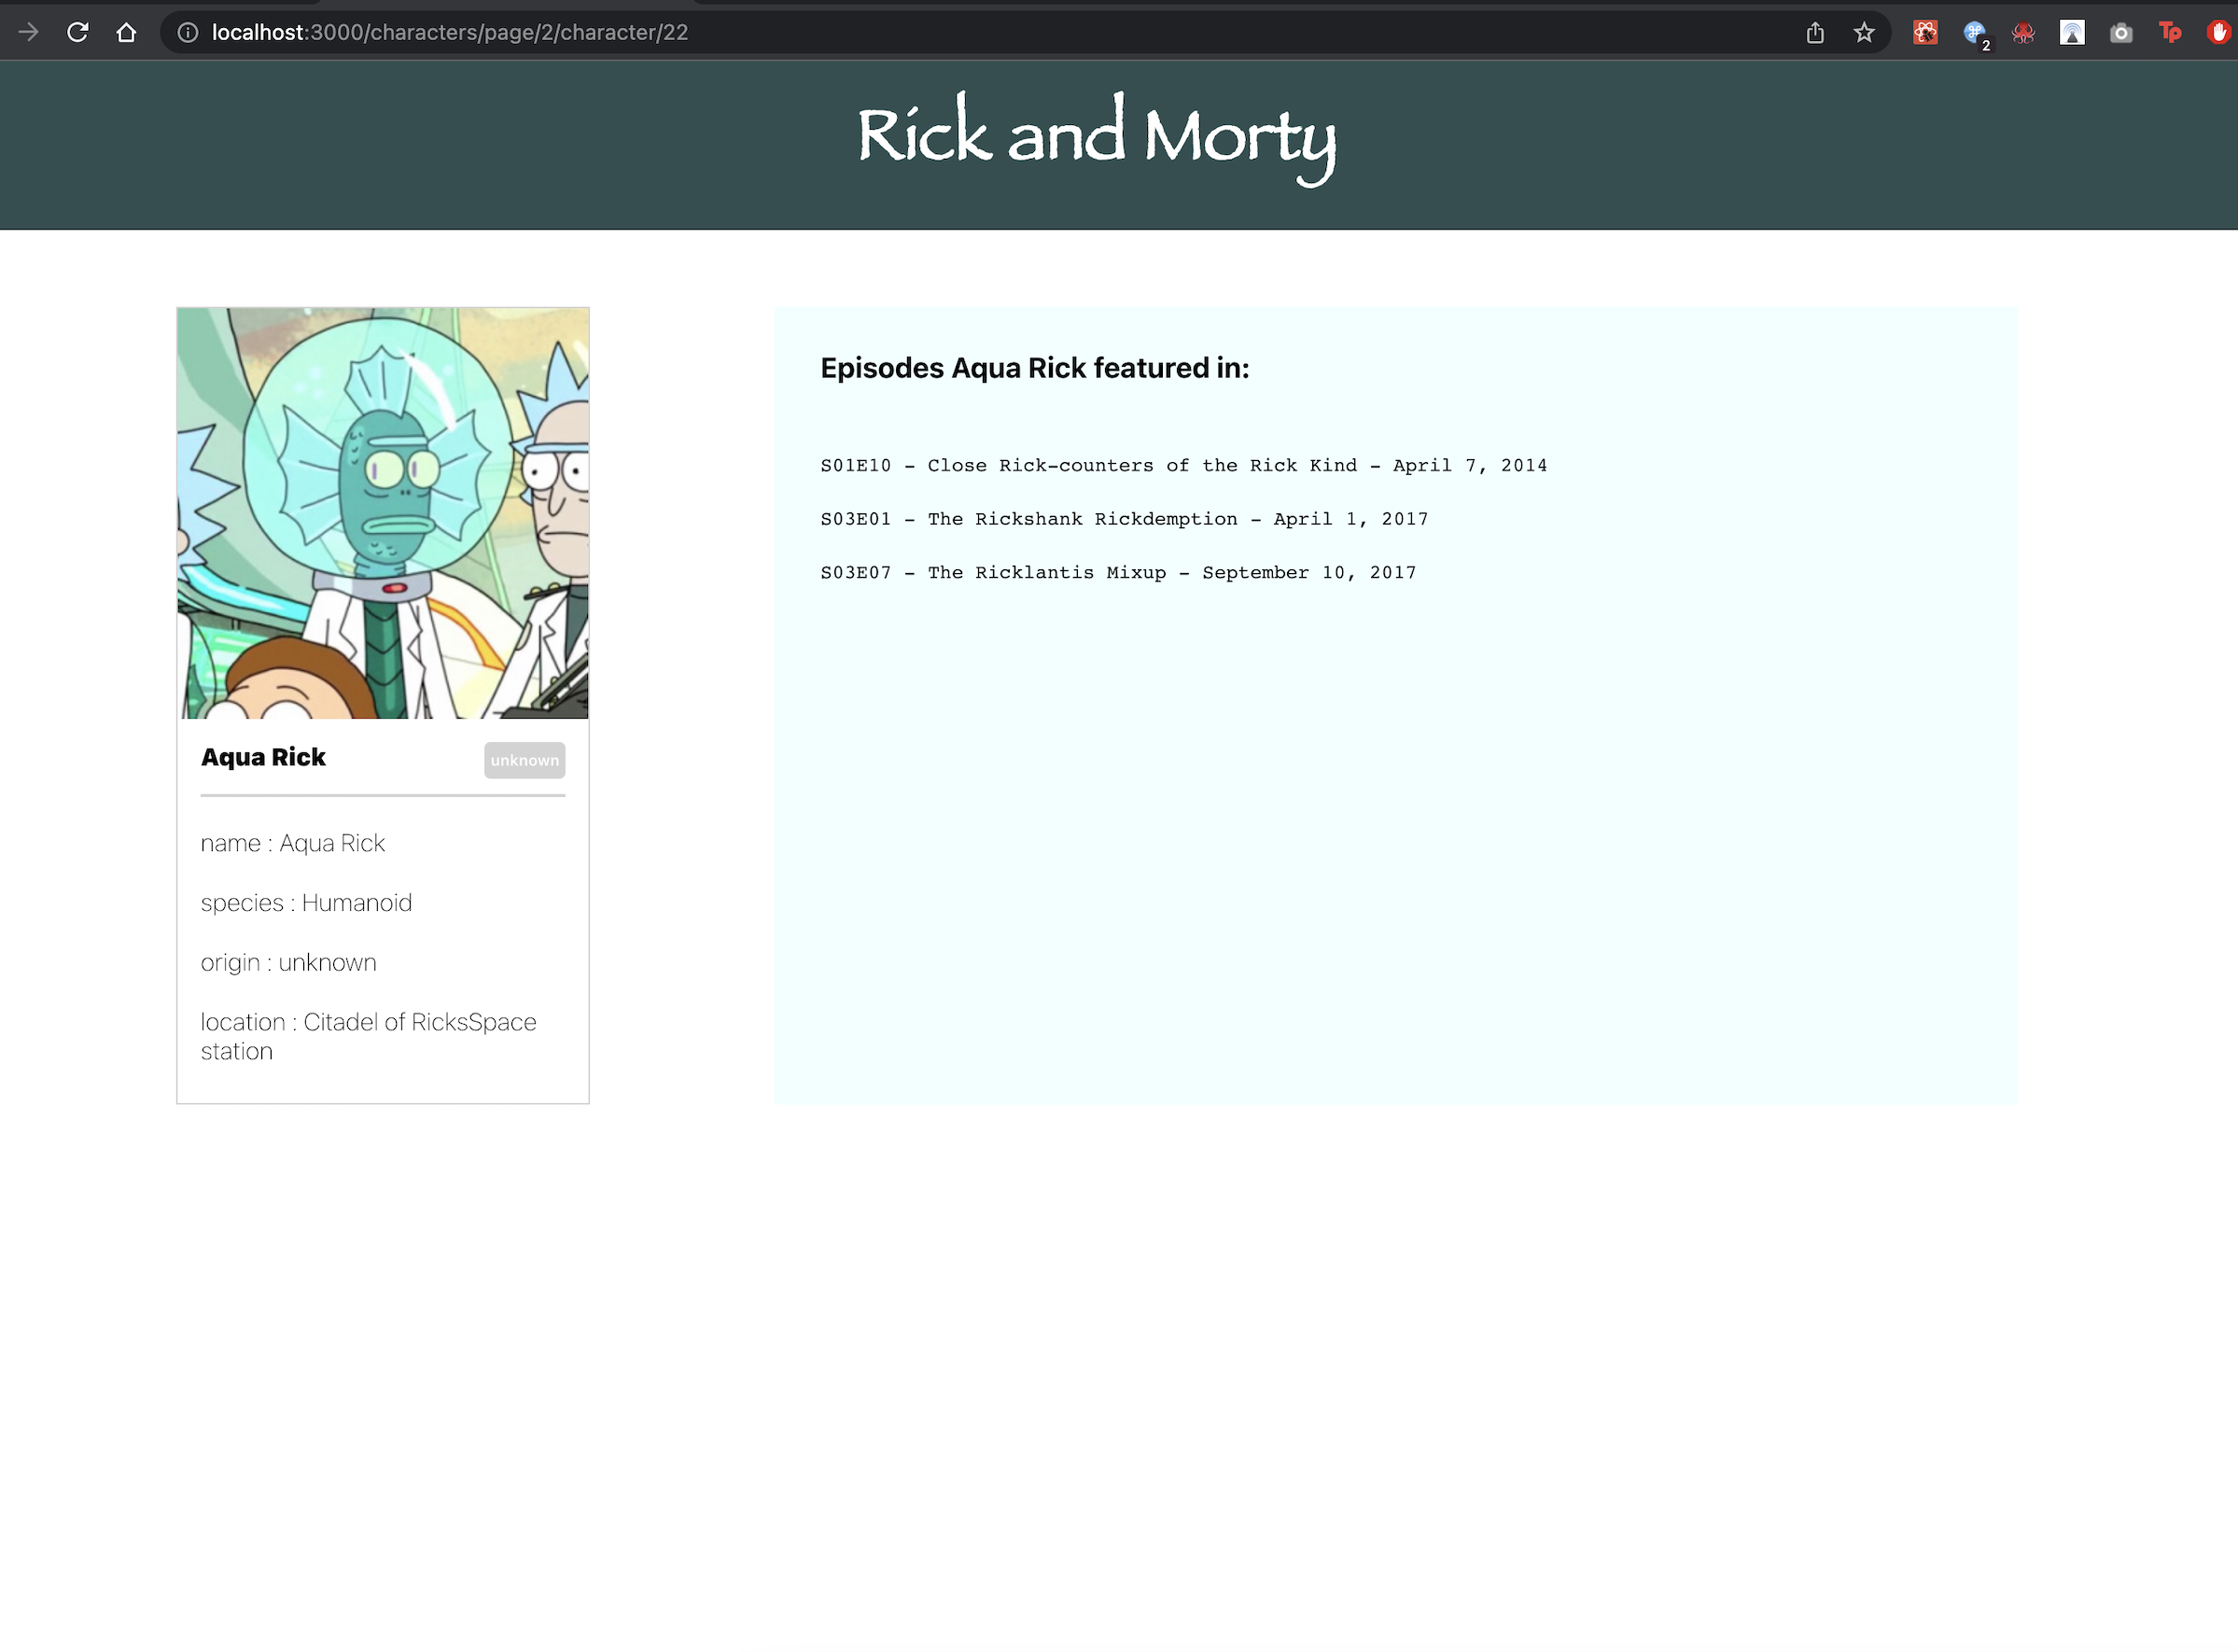 localhost:3000/characters/page/2/character/22
2
Tp
Rick and Morty
Episodes Aqua Rick featured in:
S01E10 - Close Rick-counters of the Rick Kind - April 7, 2014
S03E01 - The Rickshank Rickdemption - April 1, 2017
S03E07 - The Ricklantis Mixup - September 10, 2017
Aqua Rick
unknown
name : Aqua Rick
species : Humanoid
origin : unknown
location : Citadel of RicksSpace
station